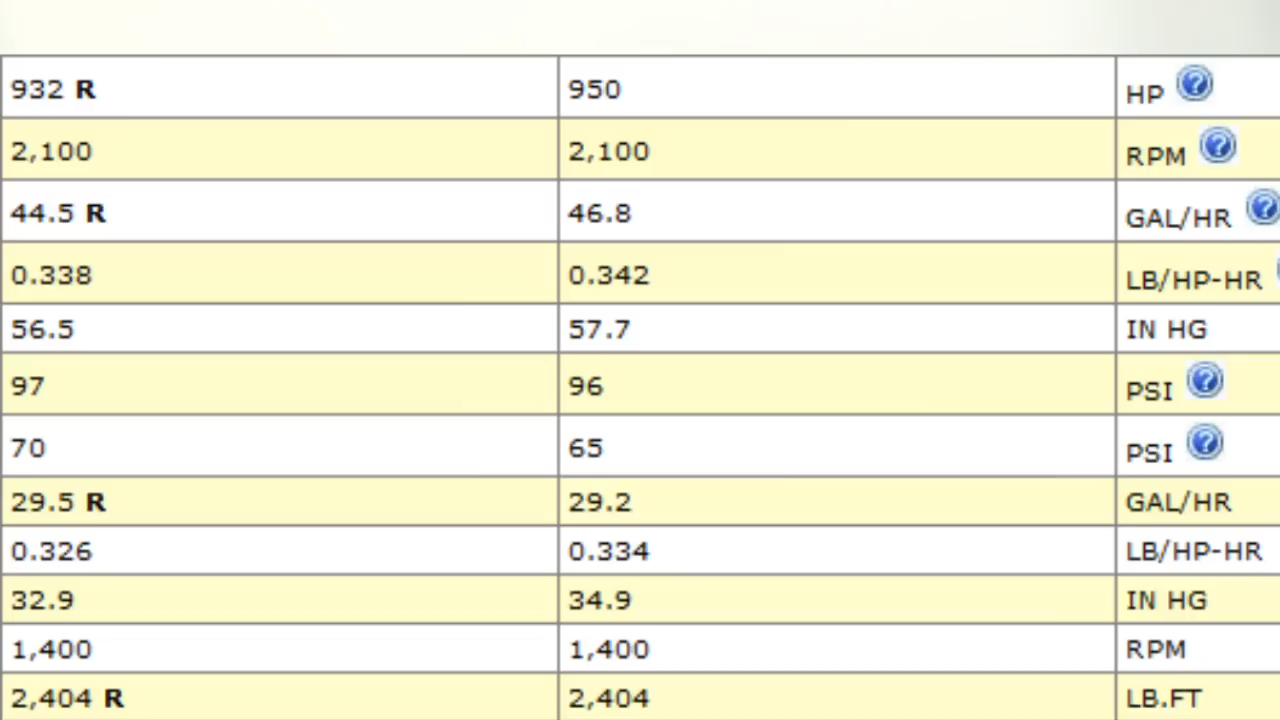 932 R 950 HP
2,100 2,100 RPM
44.5 R 46.8 GAL/HR
0.338 0.342 LB/HP-HR
56.5 57.7 IN HG
97 96 PSI
70 65 PSI
29.5 R 29.2 GAL/HR
0.326 0.334 LB/HP-HR
32.9 34.9 IN HG
1,400 1,400 RPM
2,404 R 2,404 LB.FT